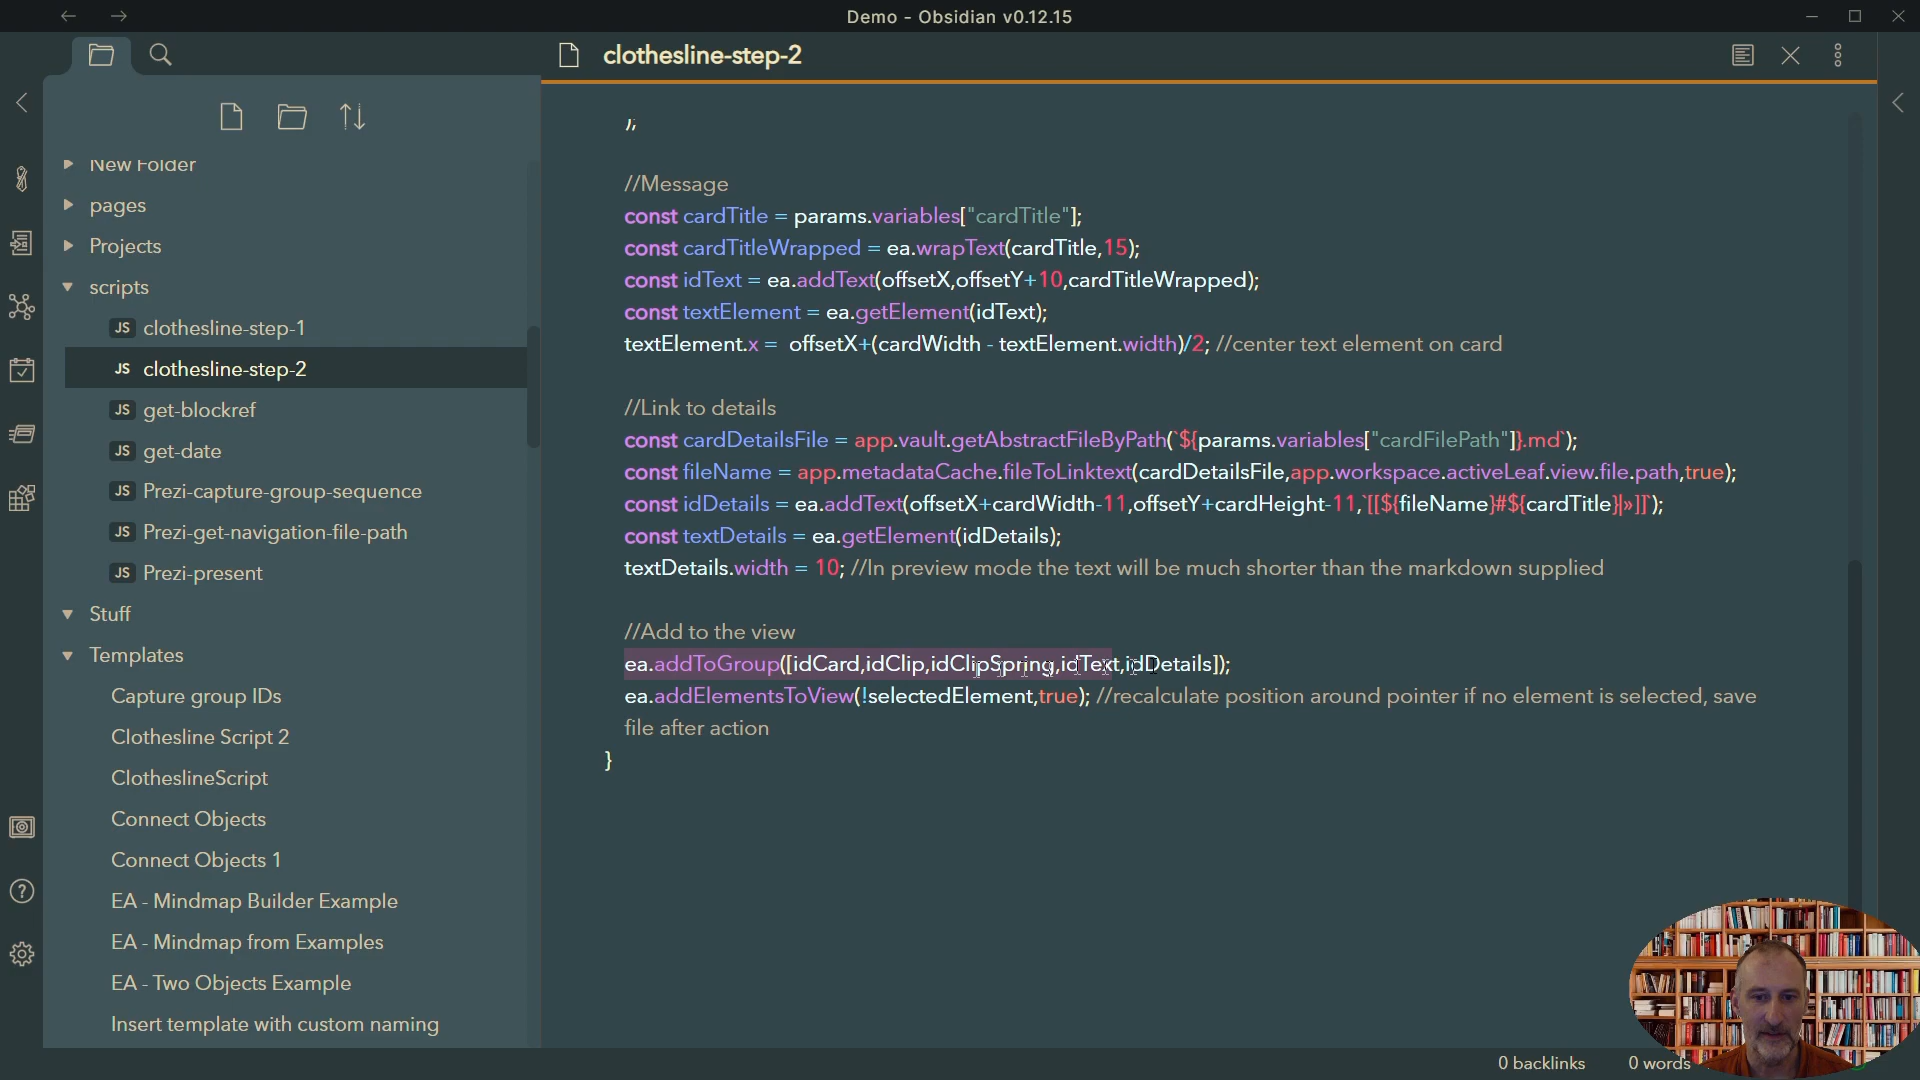 Demo - Obsidian v0.12.15
clothesline-step-2
New Folder
pages
Projects
scripts
JS clothesline-step-1
JS clothesline-step-2
JS get-blockref
JS get-date
JS Prezi-capture-group-sequence
JS Prezi-get-navigation-file-path
JS Prezi-present
Stuff
Templates
Capture group IDs
Clothesline Script 2
ClotheslineScript
Connect Objects
Connect Objects 1
EA - Mindmap Builder Example
EA - Mindmap from Examples
EA - Two Objects Example
Insert template with custom naming
);
//Message
const cardTitle = params.variables["cardTitle"];
const cardTitleWrapped = ea.wrapText(cardTitle,15);
const idText = ea.addText(offsetX,offsetY+10,cardTitleWrapped);
const textElement = ea.getElement(idText);
textElement.x = offsetX+(cardWidth - textElement.width)/2; //center text element on card
//Link to details
const cardDetailsFile = app.vault.getAbstractFileByPath(`${params.variables["cardFilePath"]}.md`);
const fileName = app.metadataCache.fileToLinktext(cardDetailsFile,app.workspace.activeLeaf.view.file.path,true);
const idDetails = ea.addText(offsetX+cardWidth-11,offsetY+cardHeight-11,`[[${fileName}#${cardTitle}|»]]`);
const textDetails = ea.getElement(idDetails);
textDetails.width = 10; //In preview mode the text will be much shorter than the markdown supplied
//Add to the view
ea.addToGroup([idCard,idClip,idClipSpring,idText,idDetails]);
ea.addElementsToView(!selectedElement,true); //recalculate position around pointer if no element is selected, save
file after action
}
0 backlinks
0 words